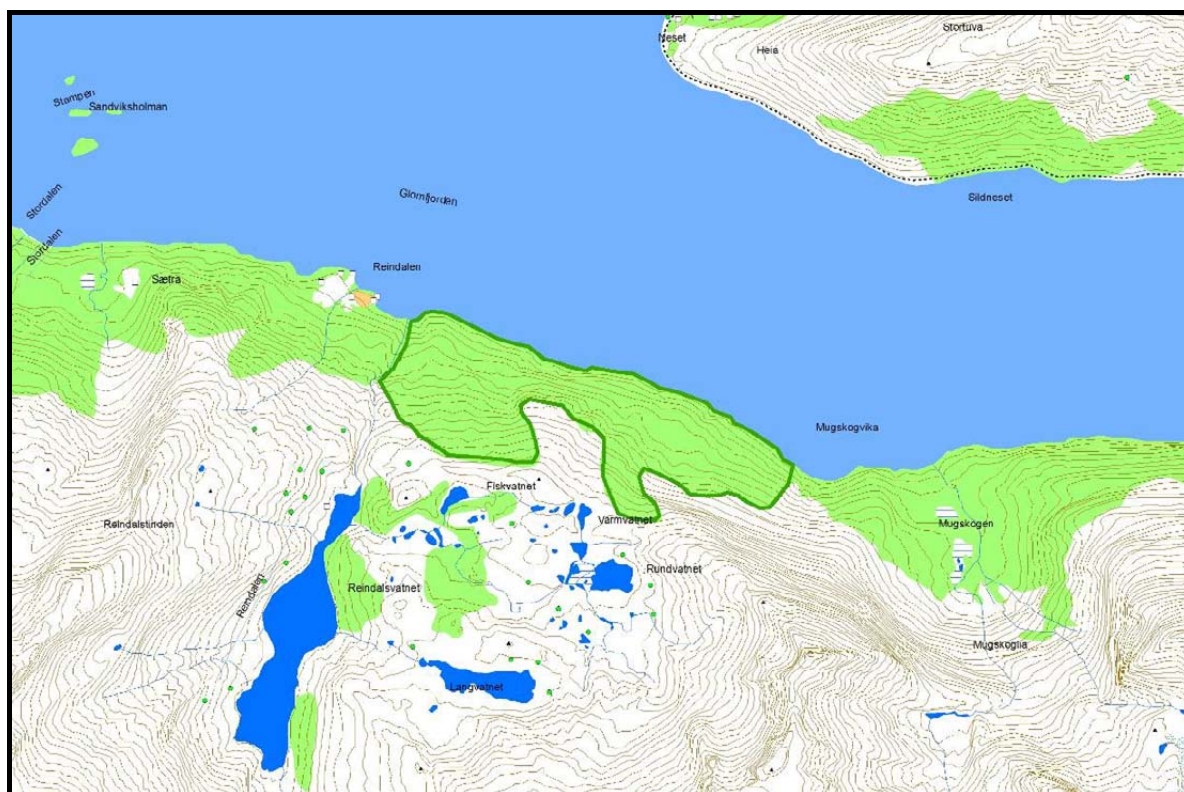 Stortuva
Neset
Heia
Stampen
Sandviksholman
Sildneset
Glomfjorden
Stordalen
Stordalen
Reindalen
Sætra
Mugskogvika
Fiskvatnet
Varmvatnet
Reindalstinden
Mugskogen
Rundvatnet
Reindalsvatnet
Reindalen
Mugskoglia
Langvatnet